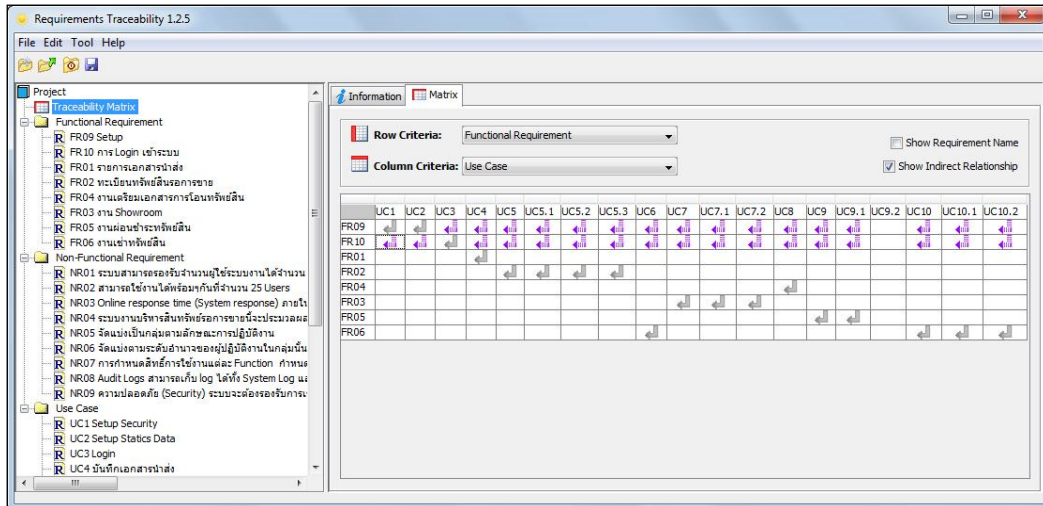 Requirements Traceability 1.2.5
File Edit Tool Help
Project
Traceability Matrix
Functional Requirement
R FR09 Setup
R FR10 การ Login เข้าระบบ
R FR01 รายการเอกสารนำส่ง
R FR02 ทะเบียนทรัพย์สินรอการขาย
R FR04 งานเตรียมเอกสารการโอนทรัพย์สิน
R FR03 งาน Showroom
R FR05 งานผ่อนชำระทรัพย์สิน
R FR06 งานเช่าทรัพย์สิน
Non-Functional Requirement
R NR01 ระบบสามารถรองรับจำนวนผู้ใช้ระบบงานได้จำนวน
R NR02 สามารถใช้งานได้พร้อมๆกันที่จำนวน 25 Users
R NR03 Online response time (System response) ภายใน
R NR04 ระบบงานบริหารสินทรัพย์รอการขายนี้จะประมวลผล
R NR05 จัดแบ่งเป็นกลุ่มตามลักษณะการปฏิบัติงาน
R NR06 จัดแบ่งตามระดับอำนาจของผู้ปฏิบัติงานในกลุ่มนั้น
R NR07 การกำหนดสิทธิ์การใช้งานแต่ละ Function กำหนด
R NR08 Audit Logs สามารถเก็บ log ได้ทั้ง System Log และ
R NR09 ความปลอดภัย (Security) ระบบจะต้องรองรับการ
Use Case
R UC1 Setup Security
R UC2 Setup Statics Data
R UC3 Login
R UC4 บันทึกเอกสารนำส่ง
Information Matrix
Row Criteria: Functional Requirement
Show Requirement Name
Column Criteria: Use Case
Show Indirect Relationship
UC1 UC2 UC3 UC4 UC5 UC5.1 UC5.2 UC5.3 UC6 UC7 UC7.1 UC7.2 UC8 UC9 UC9.1 UC9.2 UC10 UC10.1 UC10.2
FR09
FR10
FR01
FR02
FR04
FR03
FR05
FR06